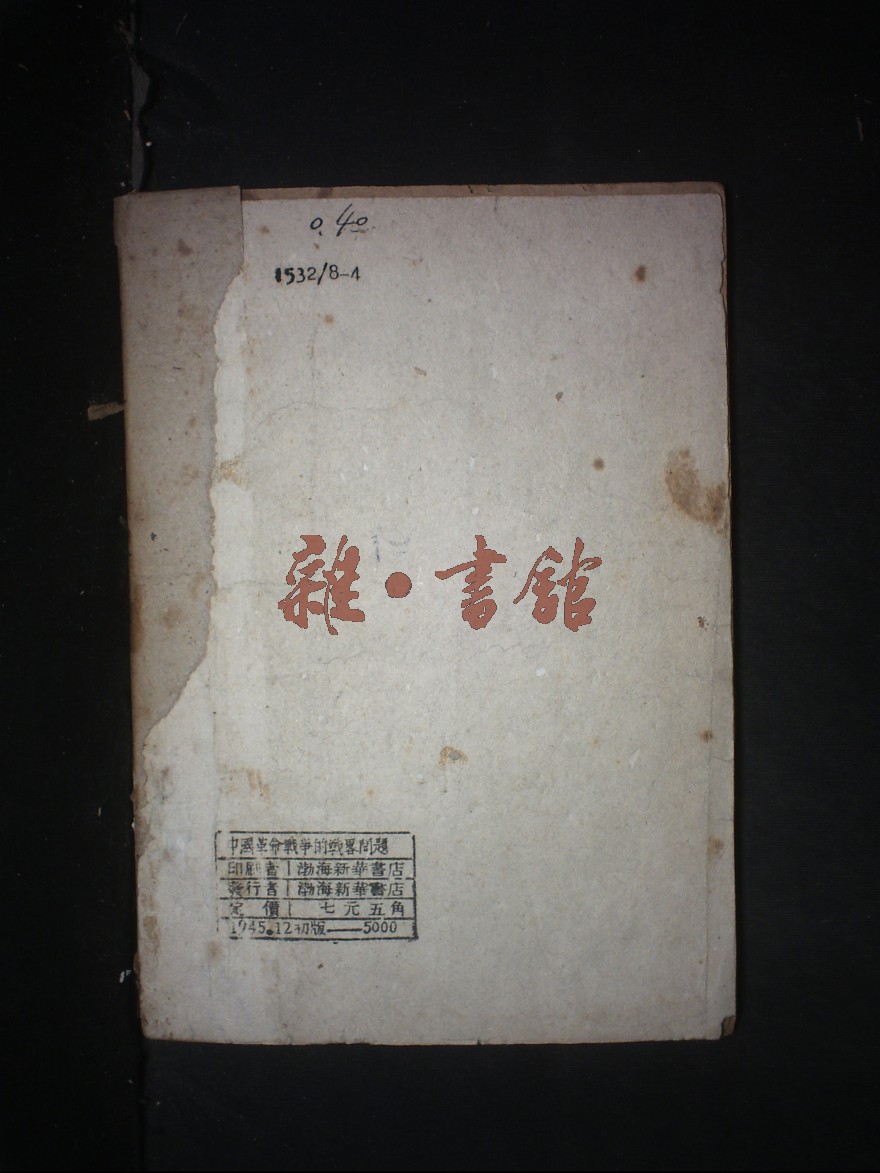 0.40
1532/8-4
雜·書館
中國革命戰爭的戰畧問題
印刷者 渤海新華書店
發行者 渤海新華書店
定價 七元五角
1945.12初版——5000